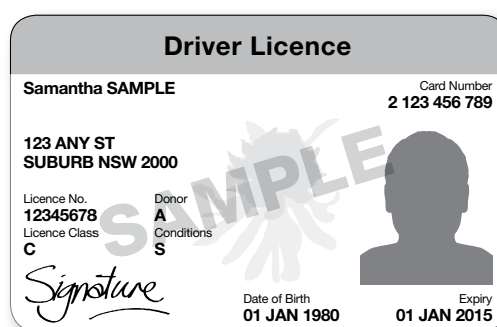 Driver Licence
Samantha SAMPLE
Card Number
2 123 456 789
123 ANY ST
SUBURB NSW 2000
SAMPLE
Licence No. Donor
12345678 A
Licence Class Conditions
C S
Signature
Date of Birth Expiry
01 JAN 1980 01 JAN 2015